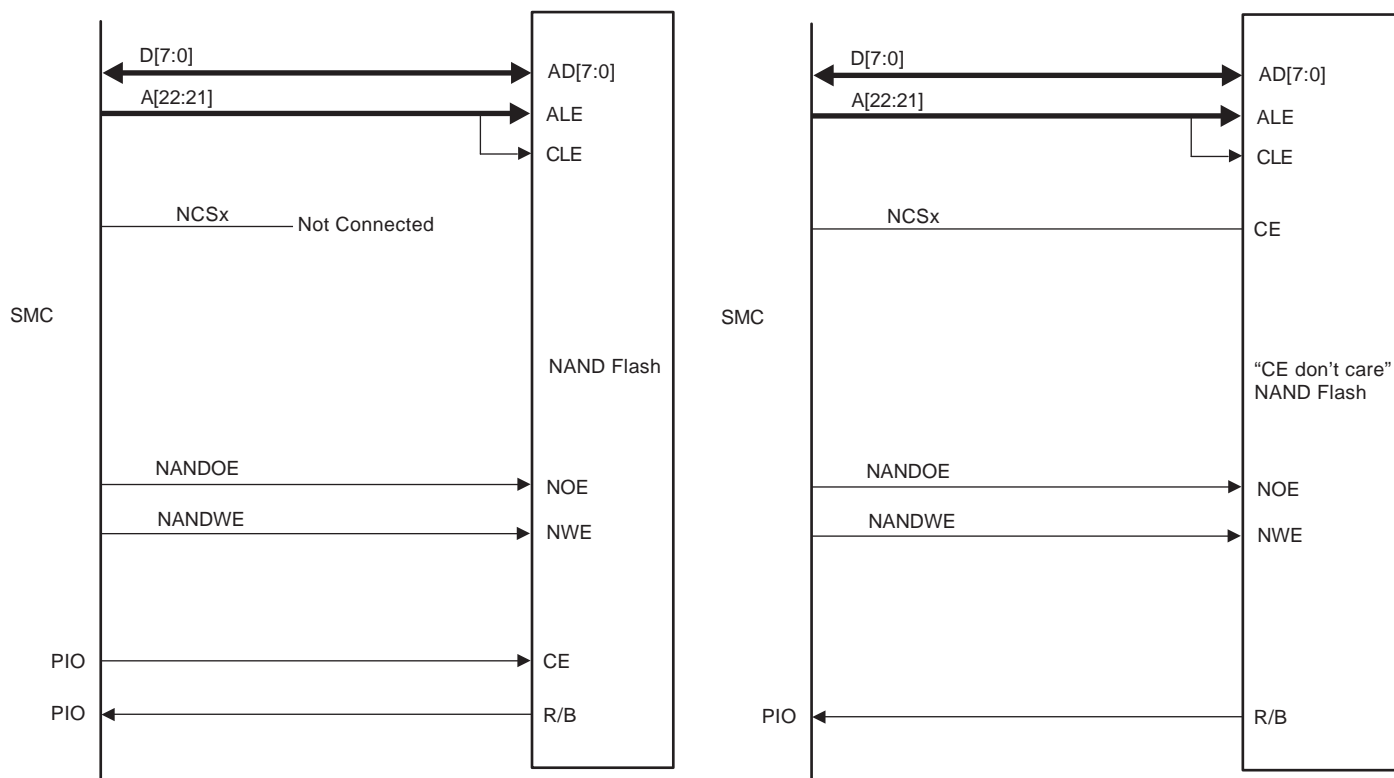 D[7:0]
AD[7:0]
A[22:21]
ALE
CLE
NCSx
Not Connected
SMC
NAND Flash
NANDOE
NOE
NANDWE
NWE
PIO
CE
PIO
R/B
D[7:0]
AD[7:0]
A[22:21]
ALE
CLE
NCSx
CE
SMC
“CE don’t care”
NAND Flash
NANDOE
NOE
NANDWE
NWE
PIO
R/B